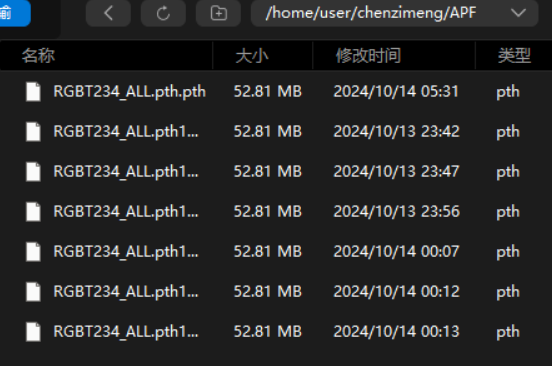 /home/user/chenzimeng/APF
名称 大小 修改时间 类型
RGBT234_ALL.pth.pth 52.81 MB 2024/10/14 05:31 pth
RGBT234_ALL.pth1... 52.81 MB 2024/10/13 23:42 pth
RGBT234_ALL.pth1... 52.81 MB 2024/10/13 23:47 pth
RGBT234_ALL.pth1... 52.81 MB 2024/10/13 23:56 pth
RGBT234_ALL.pth1... 52.81 MB 2024/10/14 00:07 pth
RGBT234_ALL.pth1... 52.81 MB 2024/10/14 00:12 pth
RGBT234_ALL.pth1... 52.81 MB 2024/10/14 00:13 pth